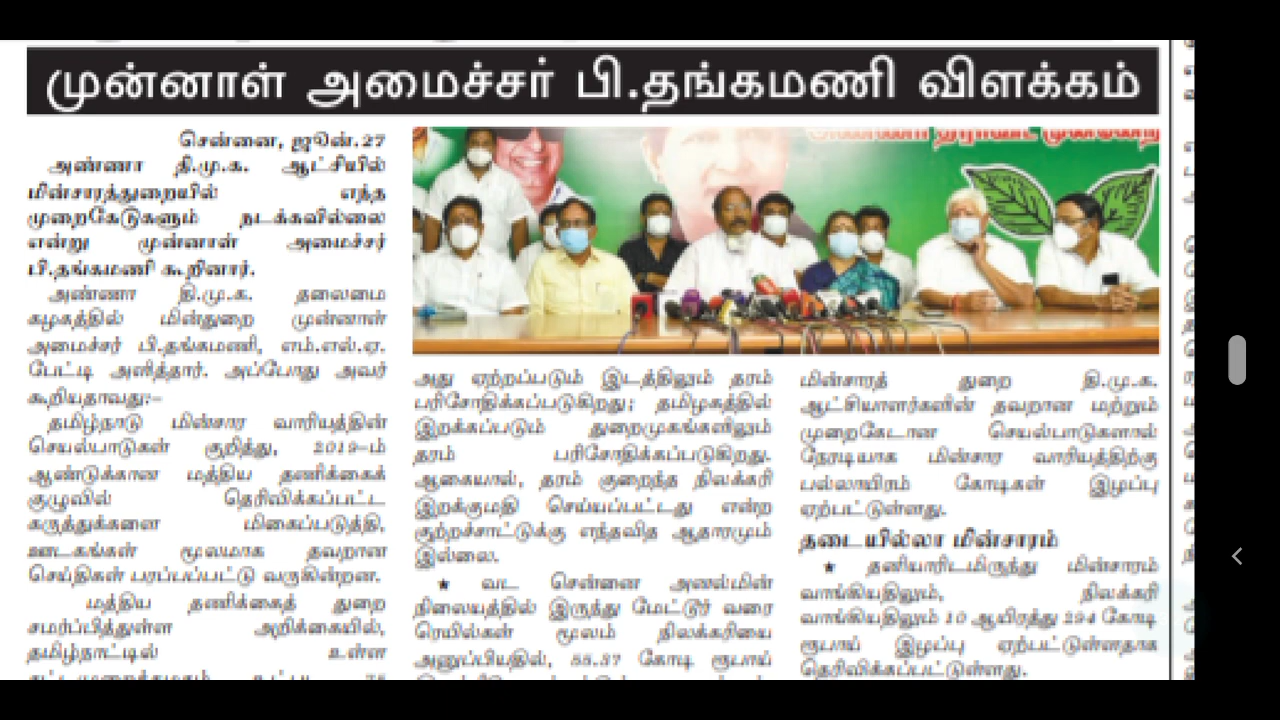 முன்னாள் அமைச்சர் பி.தங்கமணி விளக்கம்
சென்னை, ஜூன்.27
அண்ணா தி.மு.க. ஆட்சியில்
மின்சாரத்துறையில் எந்த
முறைகேடுகளும் நடக்கவில்லை
என்று முன்னாள் அமைச்சர்
பி.தங்கமணி கூறினார்.
அண்ணா தி.மு.க. தலைமை
கழகத்தில் மின்துறை முன்னாள்
அமைச்சர் பி.தங்கமணி, எம்.எல்.ஏ.
பேட்டி அளித்தார். அப்போது அவர்
கூறியதாவது:–
தமிழ்நாடு மின்சார வாரியத்தின்
செயல்பாடுகள் குறித்து, 2019–ம்
ஆண்டுக்கான மத்திய தணிக்கைக்
குழுவில் தெரிவிக்கப்பட்ட
கருத்துக்களை மிகைப்படுத்தி,
ஊடகங்கள் மூலமாக தவறான
செய்திகள் பரப்பப்பட்டு வருகின்றன.
மத்திய தணிக்கைத் துறை
சமர்ப்பித்துள்ள அறிக்கையில்,
தமிழ்நாட்டில் உள்ள
அது ஏற்றப்படும் இடத்திலும் தரம்
பரிசோதிக்கப்படுகிறது; தமிழகத்தில்
இறக்கப்படும் துறைமுகங்களிலும்
தரம் பரிசோதிக்கப்படுகிறது.
ஆகையால், தரம் குறைந்த நிலக்கரி
இறக்குமதி செய்யப்பட்டது என்ற
குற்றச்சாட்டுக்கு எந்தவித ஆதாரமும்
இல்லை.
★ வட சென்னை அனல்மின்
நிலையத்தில் இருந்து மேட்டூர் வரை
ரெயில்கள் மூலம் நிலக்கரியை
அனுப்பியதில், 55.37 கோடி ரூபாய்
மின்சாரத் துறை தி.மு.க.
ஆட்சியாளர்களின் தவறான மற்றும்
முறைகேடான செயல்பாடுகளால்
நேரடியாக மின்சார வாரியத்திற்கு
பல்லாயிரம் கோடிகள் இழப்பு
ஏற்பட்டுள்ளது.
தடையில்லா மின்சாரம்
★ தனியாரிடமிருந்து மின்சாரம்
வாங்கியதிலும், நிலக்கரி
வாங்கியதிலும் 10 ஆயிரத்து 294 கோடி
ரூபாய் இழப்பு ஏற்பட்டுள்ளதாக
தெரிவிக்கப்பட்டுள்ளது.